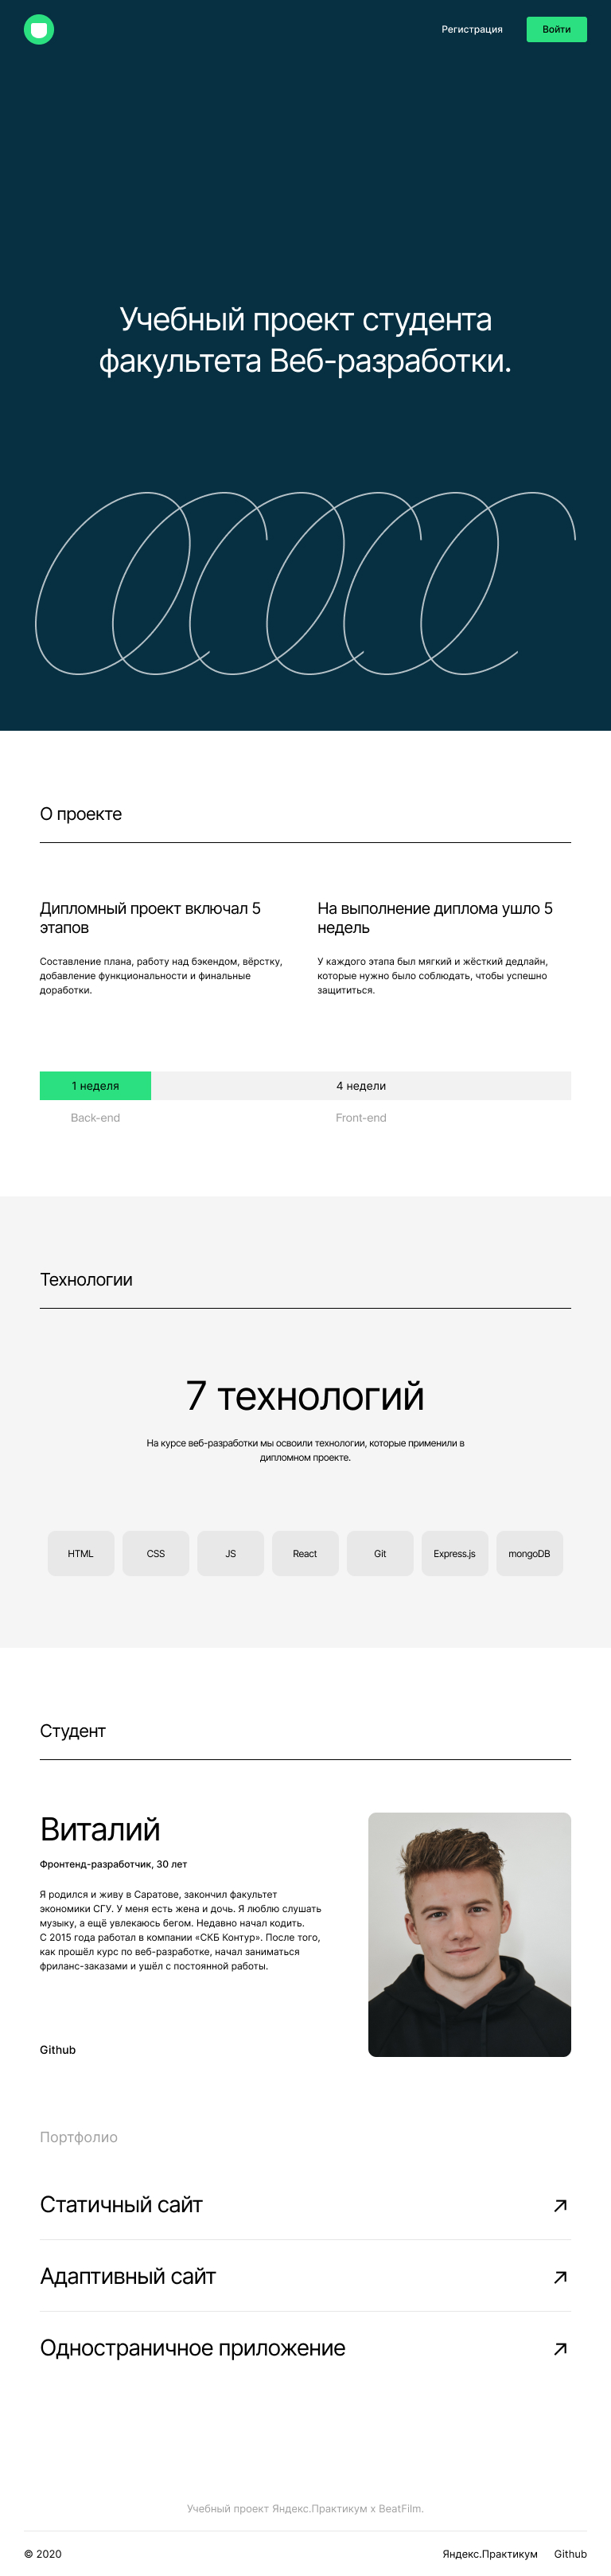 Регистрация
Войти
Учебный проект студента
факультета Веб-разработки.
О проекте
Дипломный проект включал 5
этапов
Составление плана, работу над бэкендом, вёрстку,
добавление функциональности и финальные
доработки.
На выполнение диплома ушло 5
недель
У каждого этапа был мягкий и жёсткий дедлайн,
которые нужно было соблюдать, чтобы успешно
защититься.
1 неделя
4 недели
Back-end
Front-end
Технологии
7 технологий
На курсе веб-разработки мы освоили технологии, которые применили в
дипломном проекте.
HTML
CSS
JS
React
Git
Express.js
mongoDB
Студент
Виталий
Фронтенд-разработчик, 30 лет
Я родился и живу в Саратове, закончил факультет
экономики СГУ. У меня есть жена и дочь. Я люблю слушать
музыку, а ещё увлекаюсь бегом. Недавно начал кодить.
С 2015 года работал в компании «СКБ Контур». После того,
как прошёл курс по веб-разработке, начал заниматься
фриланс-заказами и ушёл с постоянной работы.
Github
Портфолио
Статичный сайт
Адаптивный сайт
Одностраничное приложение
Учебный проект Яндекс.Практикум х BeatFilm.
© 2020
Яндекс.Практикум
Github